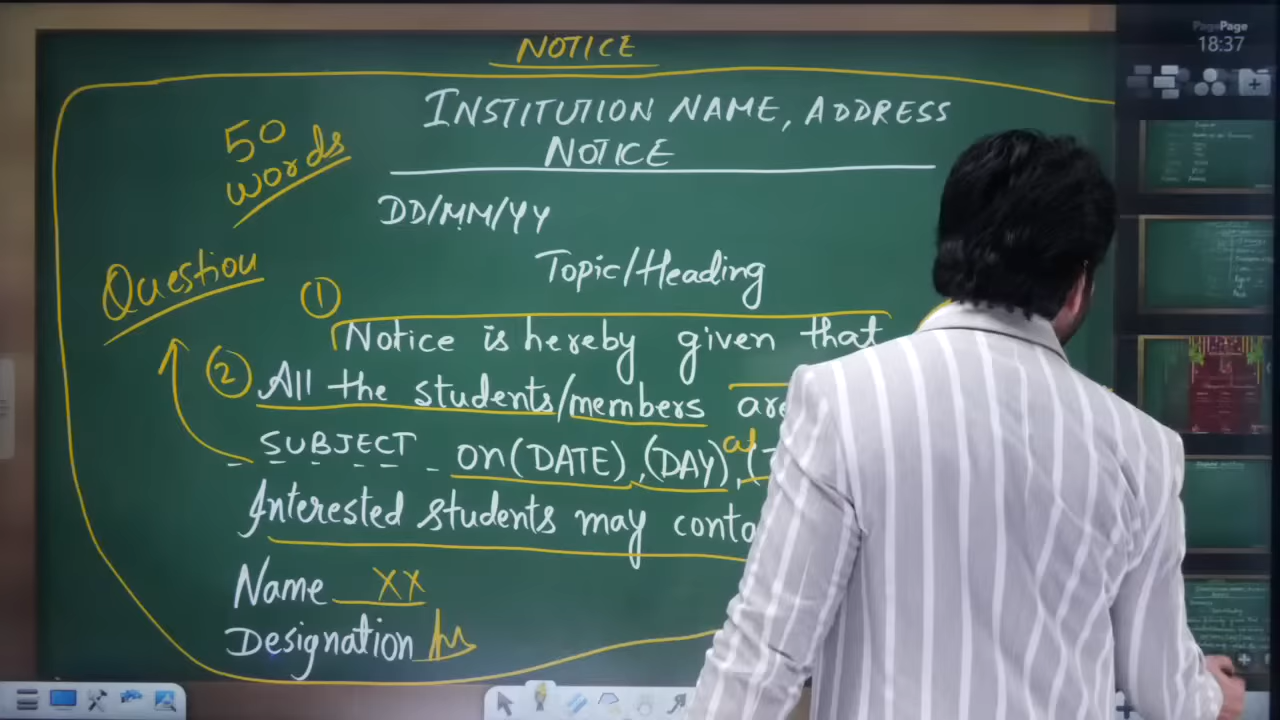 NOTICE
PagePage
18:37
50
words
INSTITUTION NAME, ADDRESS
NOTICE
DD/MM/YY
Topic/Heading
Question
① Notice is hereby given that
② All the students/members are
SUBJECT on (DATE), (DAY), at
Interested students may conta
Name XX
Designation